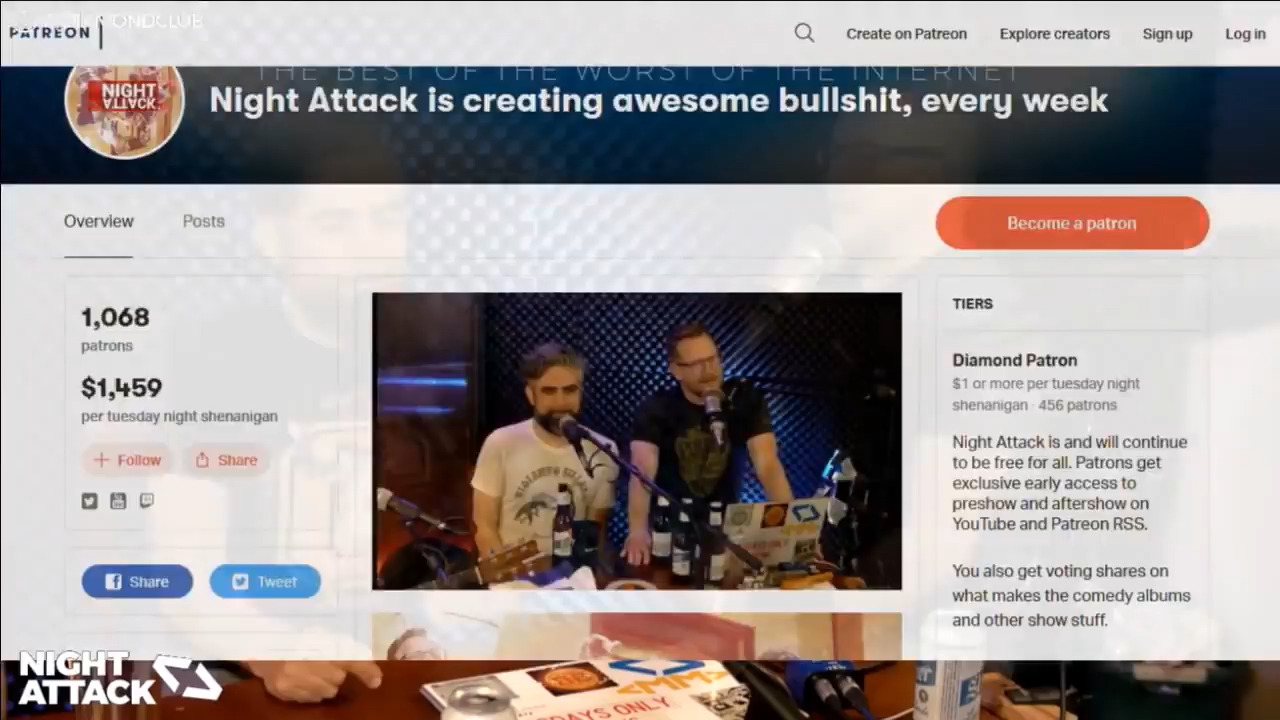 PATREON
Create on Patreon
Explore creators
Sign up
Log in
THE BEST OF THE WORST OF THE INTERNET
NIGHT
ATTACK
Night Attack is creating awesome bullshit, every week
Overview
Posts
Become a patron
1,068
patrons
$1,459
per tuesday night shenanigan
Follow
Share
Share
Tweet
TIERS
Diamond Patron
$1 or more per tuesday night
shenanigan · 456 patrons
Night Attack is and will continue
to be free for all. Patrons get
exclusive early access to
preshow and aftershow on
YouTube and Patreon RSS.
You also get voting shares on
what makes the comedy albums
and other show stuff.
NIGHT
ATTACK
DAYS ONLY